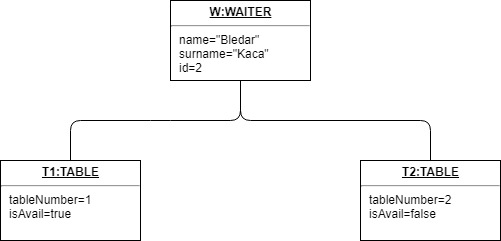 W:WAITER
name="Bledar"
surname="Kaca"
id=2
T1:TABLE
tableNumber=1
isAvail=true
T2:TABLE
tableNumber=2
isAvail=false